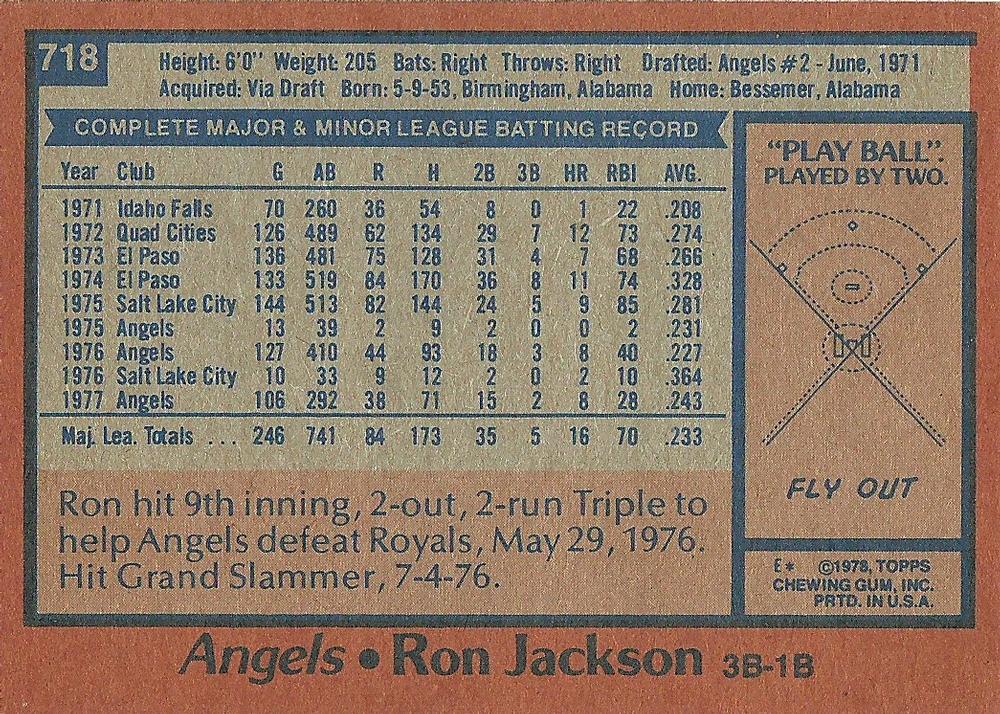 718
Height: 6'0" Weight: 205 Bats: Right Throws: Right Drafted: Angels #2 - June, 1971
Acquired: Via Draft Born: 5-9-53, Birmingham, Alabama Home: Bessemer, Alabama
COMPLETE MAJOR & MINOR LEAGUE BATTING RECORD
Year Club G AB R H 2B 3B HR RBI AVG.
1971 Idaho Falls 70 260 36 54 8 0 1 22 .208
1972 Quad Cities 126 489 62 134 29 7 12 73 .274
1973 El Paso 136 481 75 128 31 4 7 68 .266
1974 El Paso 133 519 84 170 36 8 11 74 .328
1975 Salt Lake City 144 513 82 144 24 5 9 85 .281
1975 Angels 13 39 2 9 2 0 0 2 .231
1976 Angels 127 410 44 93 18 3 8 40 .227
1976 Salt Lake City 10 33 9 12 2 0 2 10 .364
1977 Angels 106 292 38 71 15 2 8 28 .243
Maj. Lea. Totals ... 246 741 84 173 35 5 16 70 .233
Ron hit 9th inning, 2-out, 2-run Triple to
help Angels defeat Royals, May 29, 1976.
Hit Grand Slammer, 7-4-76.
"PLAY BALL".
PLAYED BY TWO.
FLY OUT
E* ©1978, TOPPS
CHEWING GUM, INC.
PRTD. IN U.S.A.
Angels • Ron Jackson 3B-1B